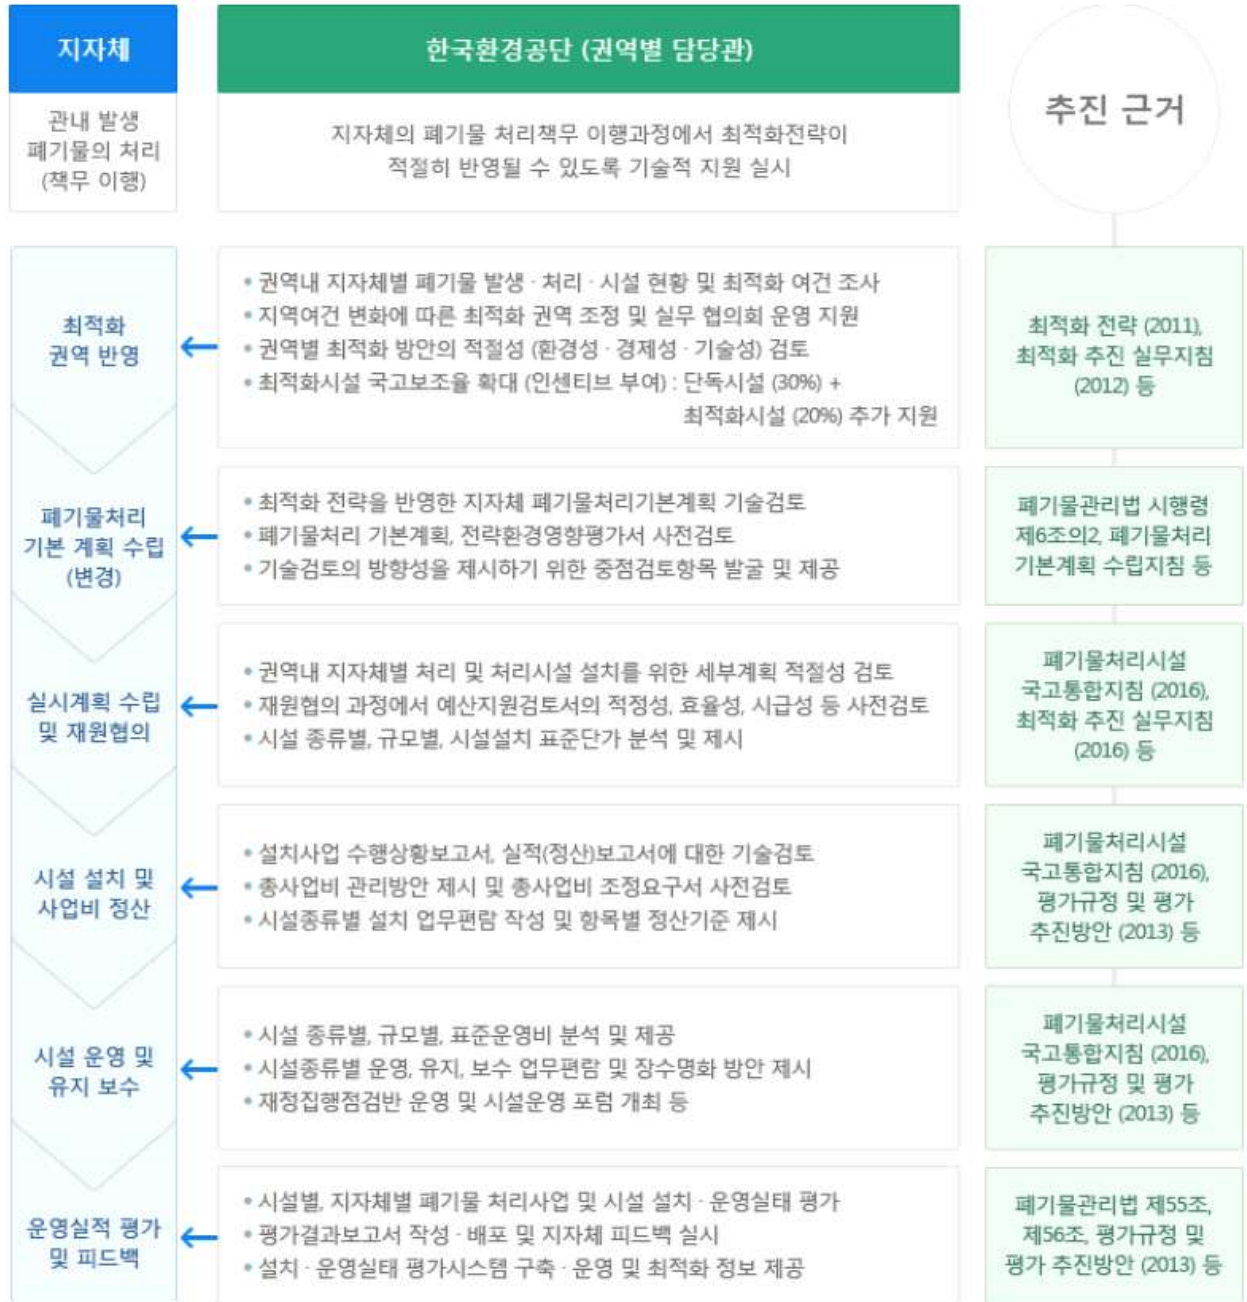 지자체
한국환경공단 (권역별 담당관)
추진 근거
관내 발생
폐기물의 처리
(책무 이행)
지자체의 폐기물 처리책무 이행과정에서 최적화전략이
적절히 반영될 수 있도록 기술적 지원 실시
최적화
권역 반영
• 권역내 지자체별 폐기물 발생 · 처리 · 시설 현황 및 최적화 여건 조사
• 지역여건 변화에 따른 최적화 권역 조정 및 실무 협의회 운영 지원
• 권역별 최적화 방안의 적절성 (환경성 · 경제성 · 기술성) 검토
• 최적화시설 국고보조율 확대 (인센티브 부여) : 단독시설 (30%) +
최적화시설 (20%) 추가 지원
최적화 전략 (2011),
최적화 추진 실무지침
(2012) 등
폐기물처리
기본 계획 수립
(변경)
• 최적화 전략을 반영한 지자체 폐기물처리기본계획 기술검토
• 폐기물처리 기본계획, 전략환경영향평가서 사전검토
• 기술검토의 방향성을 제시하기 위한 중점검토항목 발굴 및 제공
폐기물관리법 시행령
제6조의2, 폐기물처리
기본계획 수립지침 등
실시계획 수립
및 재원협의
• 권역내 지자체별 처리 및 처리시설 설치를 위한 세부계획 적절성 검토
• 재원협의 과정에서 예산지원검토서의 적정성, 효율성, 시급성 등 사전검토
• 시설 종류별, 규모별, 시설설치 표준단가 분석 및 제시
폐기물처리시설
국고통합지침 (2016),
최적화 추진 실무지침
(2016) 등
시설 설치 및
사업비 정산
• 설치사업 수행상황보고서, 실적(정산)보고서에 대한 기술검토
• 총사업비 관리방안 제시 및 총사업비 조정요구서 사전검토
• 시설종류별 설치 업무편람 작성 및 항목별 정산기준 제시
폐기물처리시설
국고통합지침 (2016),
평가규정 및 평가
추진방안 (2013) 등
시설 운영 및
유지 보수
• 시설 종류별, 규모별, 표준운영비 분석 및 제공
• 시설종류별 운영, 유지, 보수 업무편람 및 장수명화 방안 제시
• 재정집행점검반 운영 및 시설운영 포럼 개최 등
폐기물처리시설
국고통합지침 (2016),
평가규정 및 평가
추진방안 (2013) 등
운영실적 평가
및 피드백
• 시설별, 지자체별 폐기물 처리사업 및 시설 설치 · 운영실태 평가
• 평가결과보고서 작성 · 배포 및 지자체 피드백 실시
• 설치 · 운영실태 평가시스템 구축 · 운영 및 최적화 정보 제공
폐기물관리법 제55조,
제56조, 평가규정 및
평가 추진방안 (2013) 등